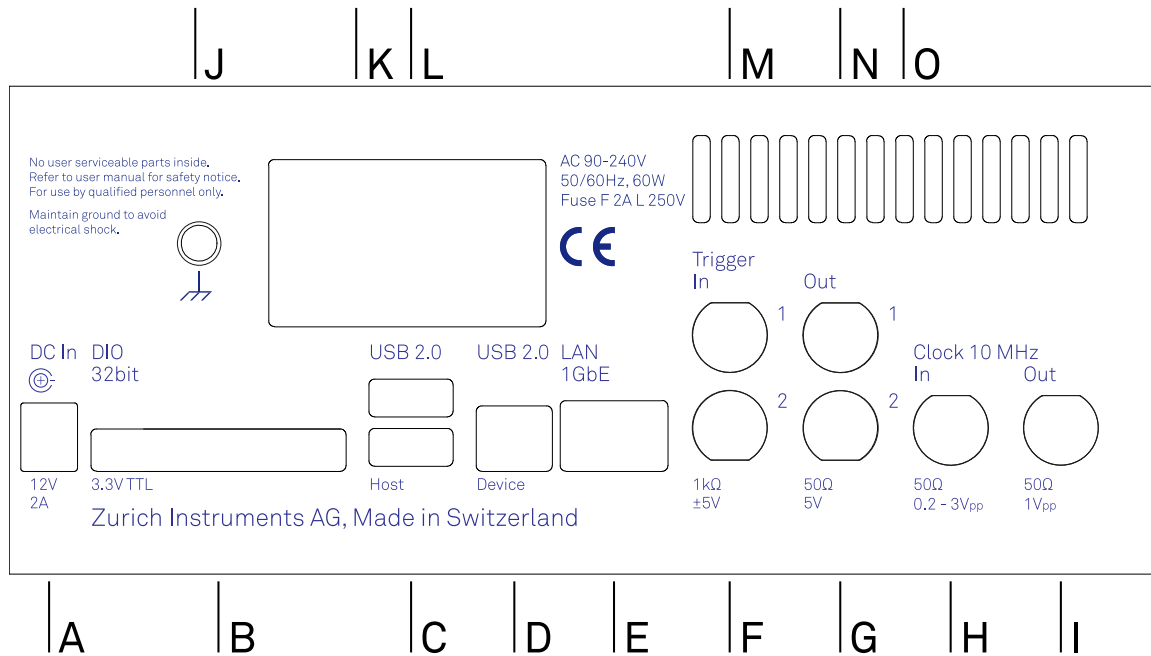 J K L M N O
No user serviceable parts inside.
Refer to user manual for safety notice.
For use by qualified personnel only.
Maintain ground to avoid
electrical shock.
AC 90-240V
50/60Hz, 60W
Fuse F 2A L 250V
CE
Trigger
In Out
1 1
2 2
DC In
DIO
32bit
USB 2.0
USB 2.0
LAN
1GbE
Clock 10 MHz
In Out
12V
2A
3.3V TTL
Host
Device
1kΩ
±5V
50Ω
5V
50Ω
0.2 - 3Vpp
50Ω
1Vpp
Zurich Instruments AG, Made in Switzerland
A B C D E F G H I